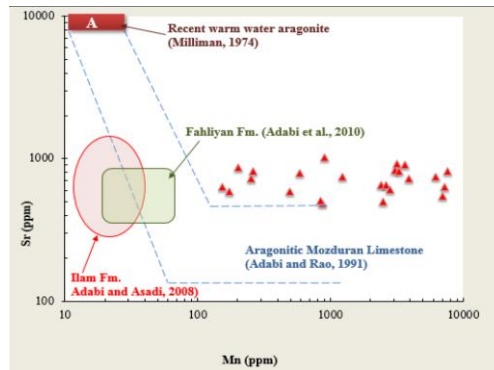 10000
A
Recent warm water aragonite
(Milliman, 1974)
Fahliyan Fm. (Adabi et al., 2010)
1000
Sr (ppm)
Aragonitic Mozduran Limestone
(Adabi and Rao, 1991)
Ilam Fm.
Adabi and Asadi, 2008)
100
10
100
1000
10000
Mn (ppm)